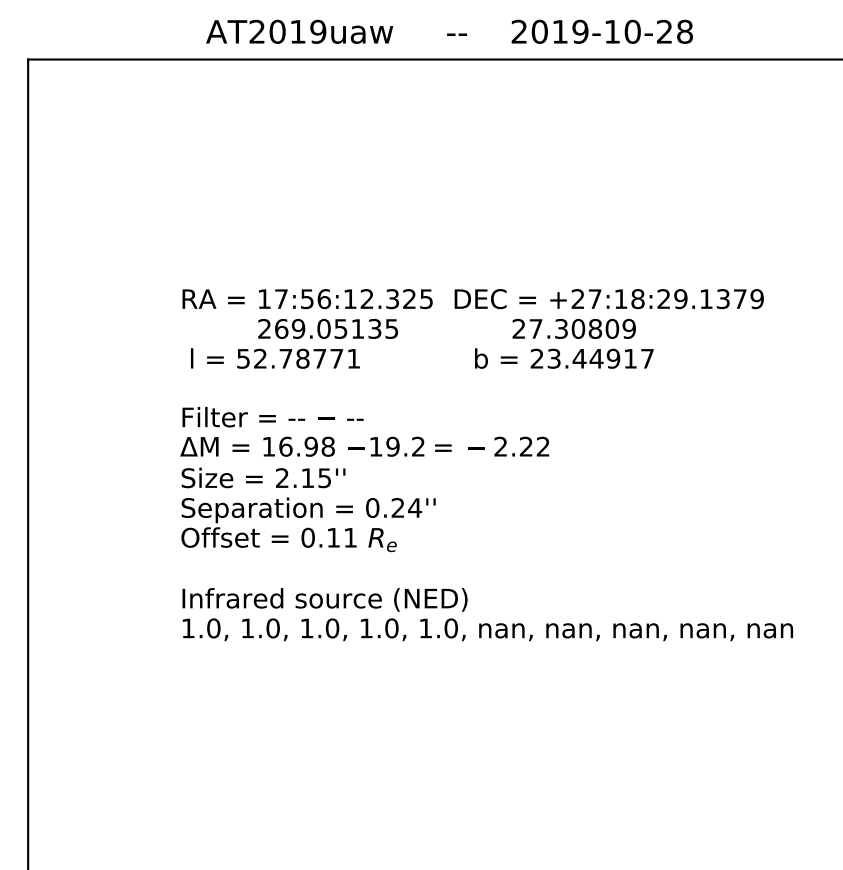 AT2019uaw -- 2019-10-28
RA = 17:56:12.325 DEC = +27:18:29.1379
269.05135 27.30809
l = 52.78771 b = 23.44917
Filter = -- − --
ΔM = 16.98 −19.2 = − 2.22
Size = 2.15''
Separation = 0.24''
Offset = 0.11 Rₑ
Infrared source (NED)
1.0, 1.0, 1.0, 1.0, 1.0, nan, nan, nan, nan, nan